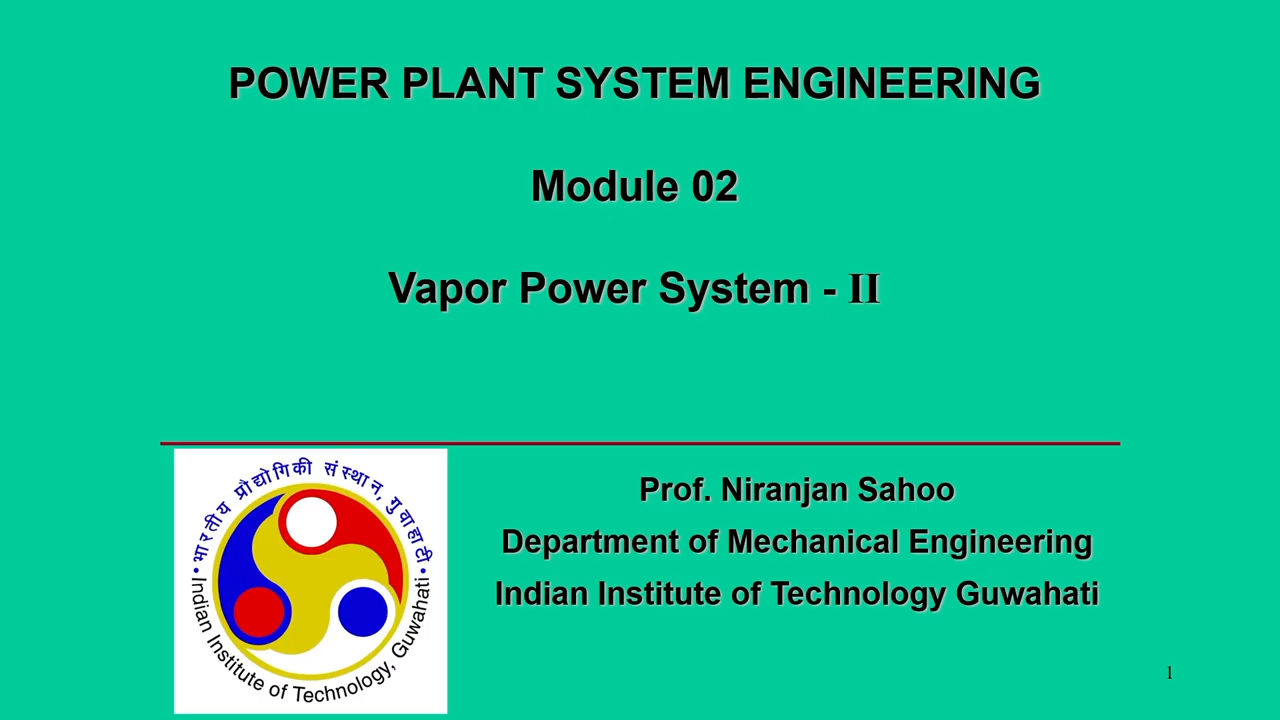 POWER PLANT SYSTEM ENGINEERING
Module 02
Vapor Power System - II
भारतीय प्रौद्योगिकी संस्थान, गुवाहाटी
Indian Institute of Technology, Guwahati
Prof. Niranjan Sahoo
Department of Mechanical Engineering
Indian Institute of Technology Guwahati
1